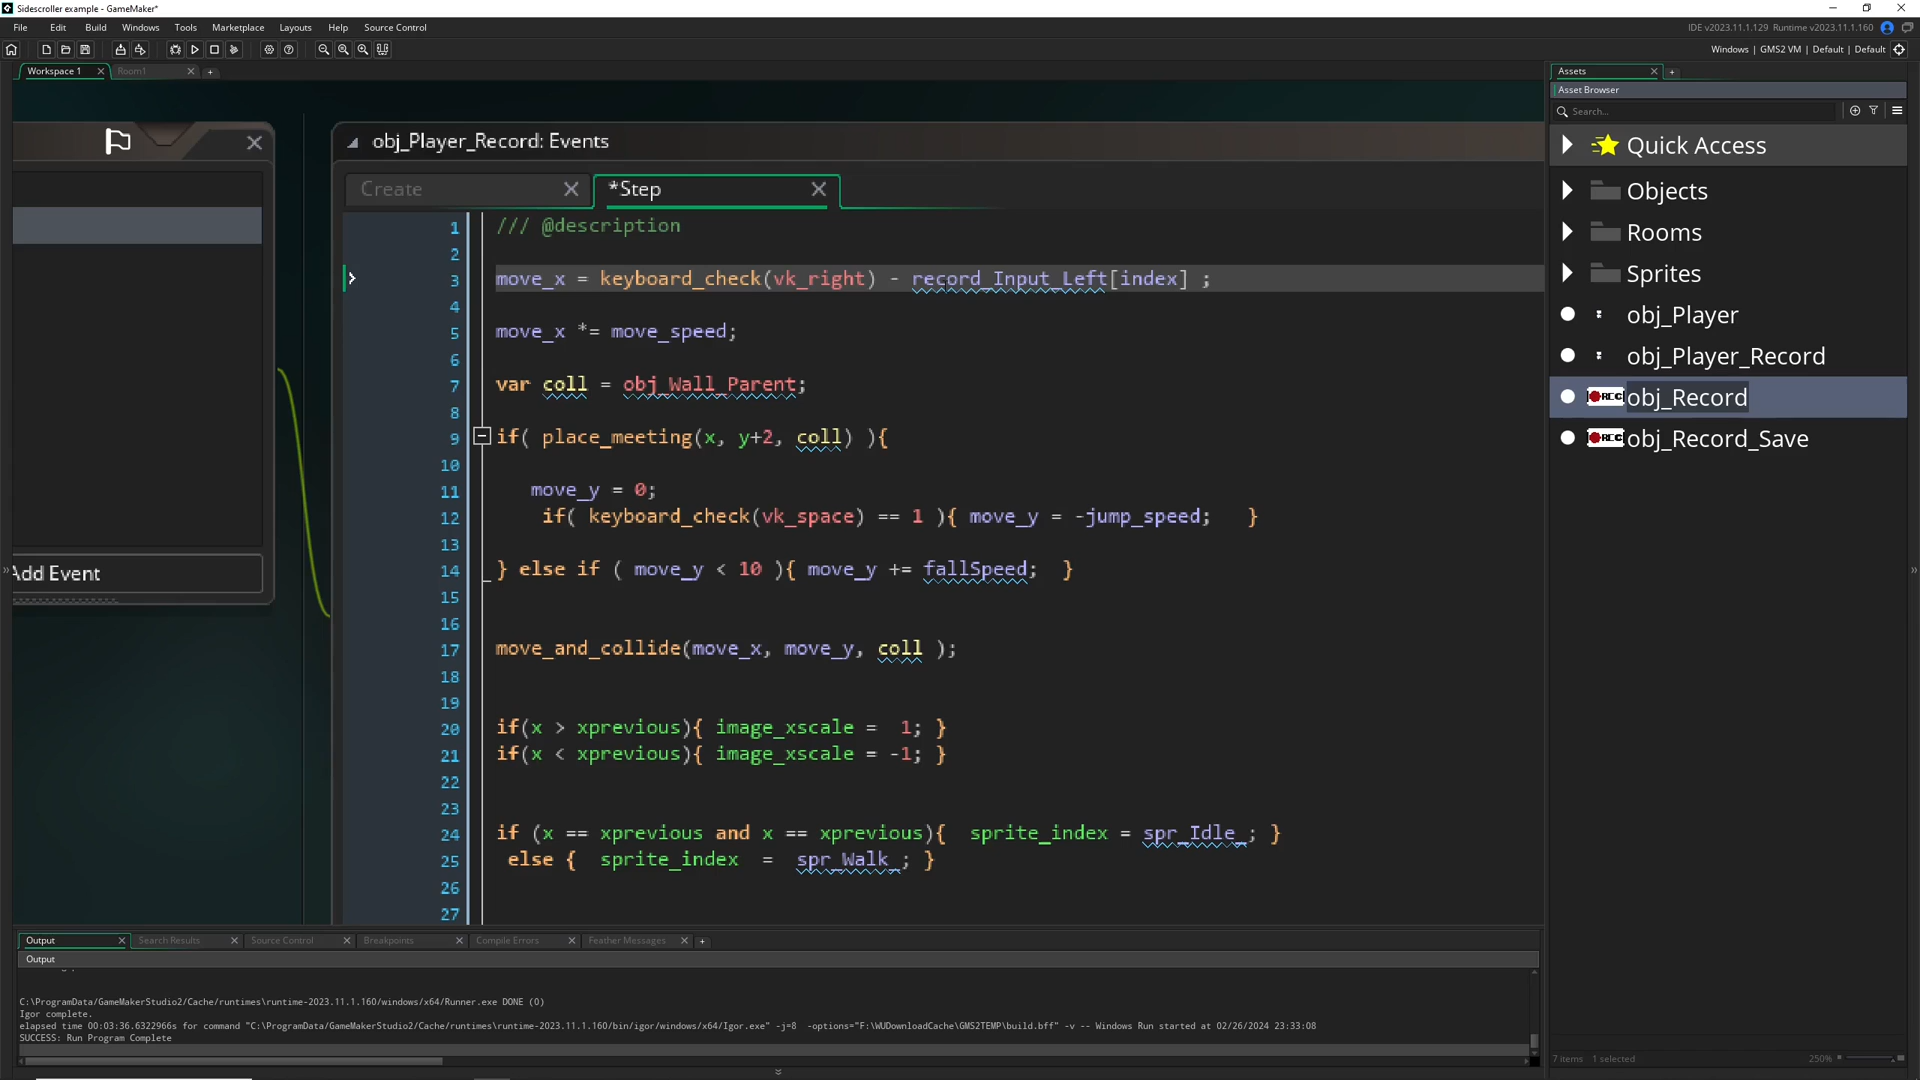 Sidescroller example - GameMaker*
File Edit Build Windows Tools Marketplace Layouts Help Source Control
IDE v2023.11.1.129 Runtime v2023.11.1.160
Windows | GMS2 VM | Default | Default
Workspace 1
Room1
Assets
Asset Browser
Search...
Quick Access
Objects
Rooms
Sprites
obj_Player
obj_Player_Record
obj_Record
obj_Record_Save
7 items 1 selected
250%
Add Event
obj_Player_Record: Events
Create
*Step
1 /// @description
2
3 move_x = keyboard_check(vk_right) - record_Input_Left[index] ;
4
5 move_x *= move_speed;
6
7 var coll = obj_Wall_Parent;
8
9 if( place_meeting(x, y+2, coll) ){
10
11 move_y = 0;
12 if( keyboard_check(vk_space) == 1 ){ move_y = -jump_speed; }
13
14 } else if ( move_y < 10 ){ move_y += fallSpeed; }
15
16
17 move_and_collide(move_x, move_y, coll );
18
19
20 if(x > xprevious){ image_xscale = 1; }
21 if(x < xprevious){ image_xscale = -1; }
22
23
24 if (x == xprevious and x == xprevious){ sprite_index = spr_Idle_; }
25 else { sprite_index = spr_Walk_; }
26
27
Output
Search Results
Source Control
Breakpoints
Compile Errors
Feather Messages
Output
C:\ProgramData/GameMakerStudio2/Cache/runtimes\runtime-2023.11.1.160/windows/x64/Runner.exe DONE (0)
Igor complete.
elapsed time 00:03:36.6322966s for command "C:\ProgramData/GameMakerStudio2/Cache/runtimes\runtime-2023.11.1.160/bin/igor/windows/x64/Igor.exe" -j=8 -options="F:\WUDownloadCache\GMS2TEMP\build.bff" -v -- Windows Run started at 02/26/2024 23:33:08
SUCCESS: Run Program Complete